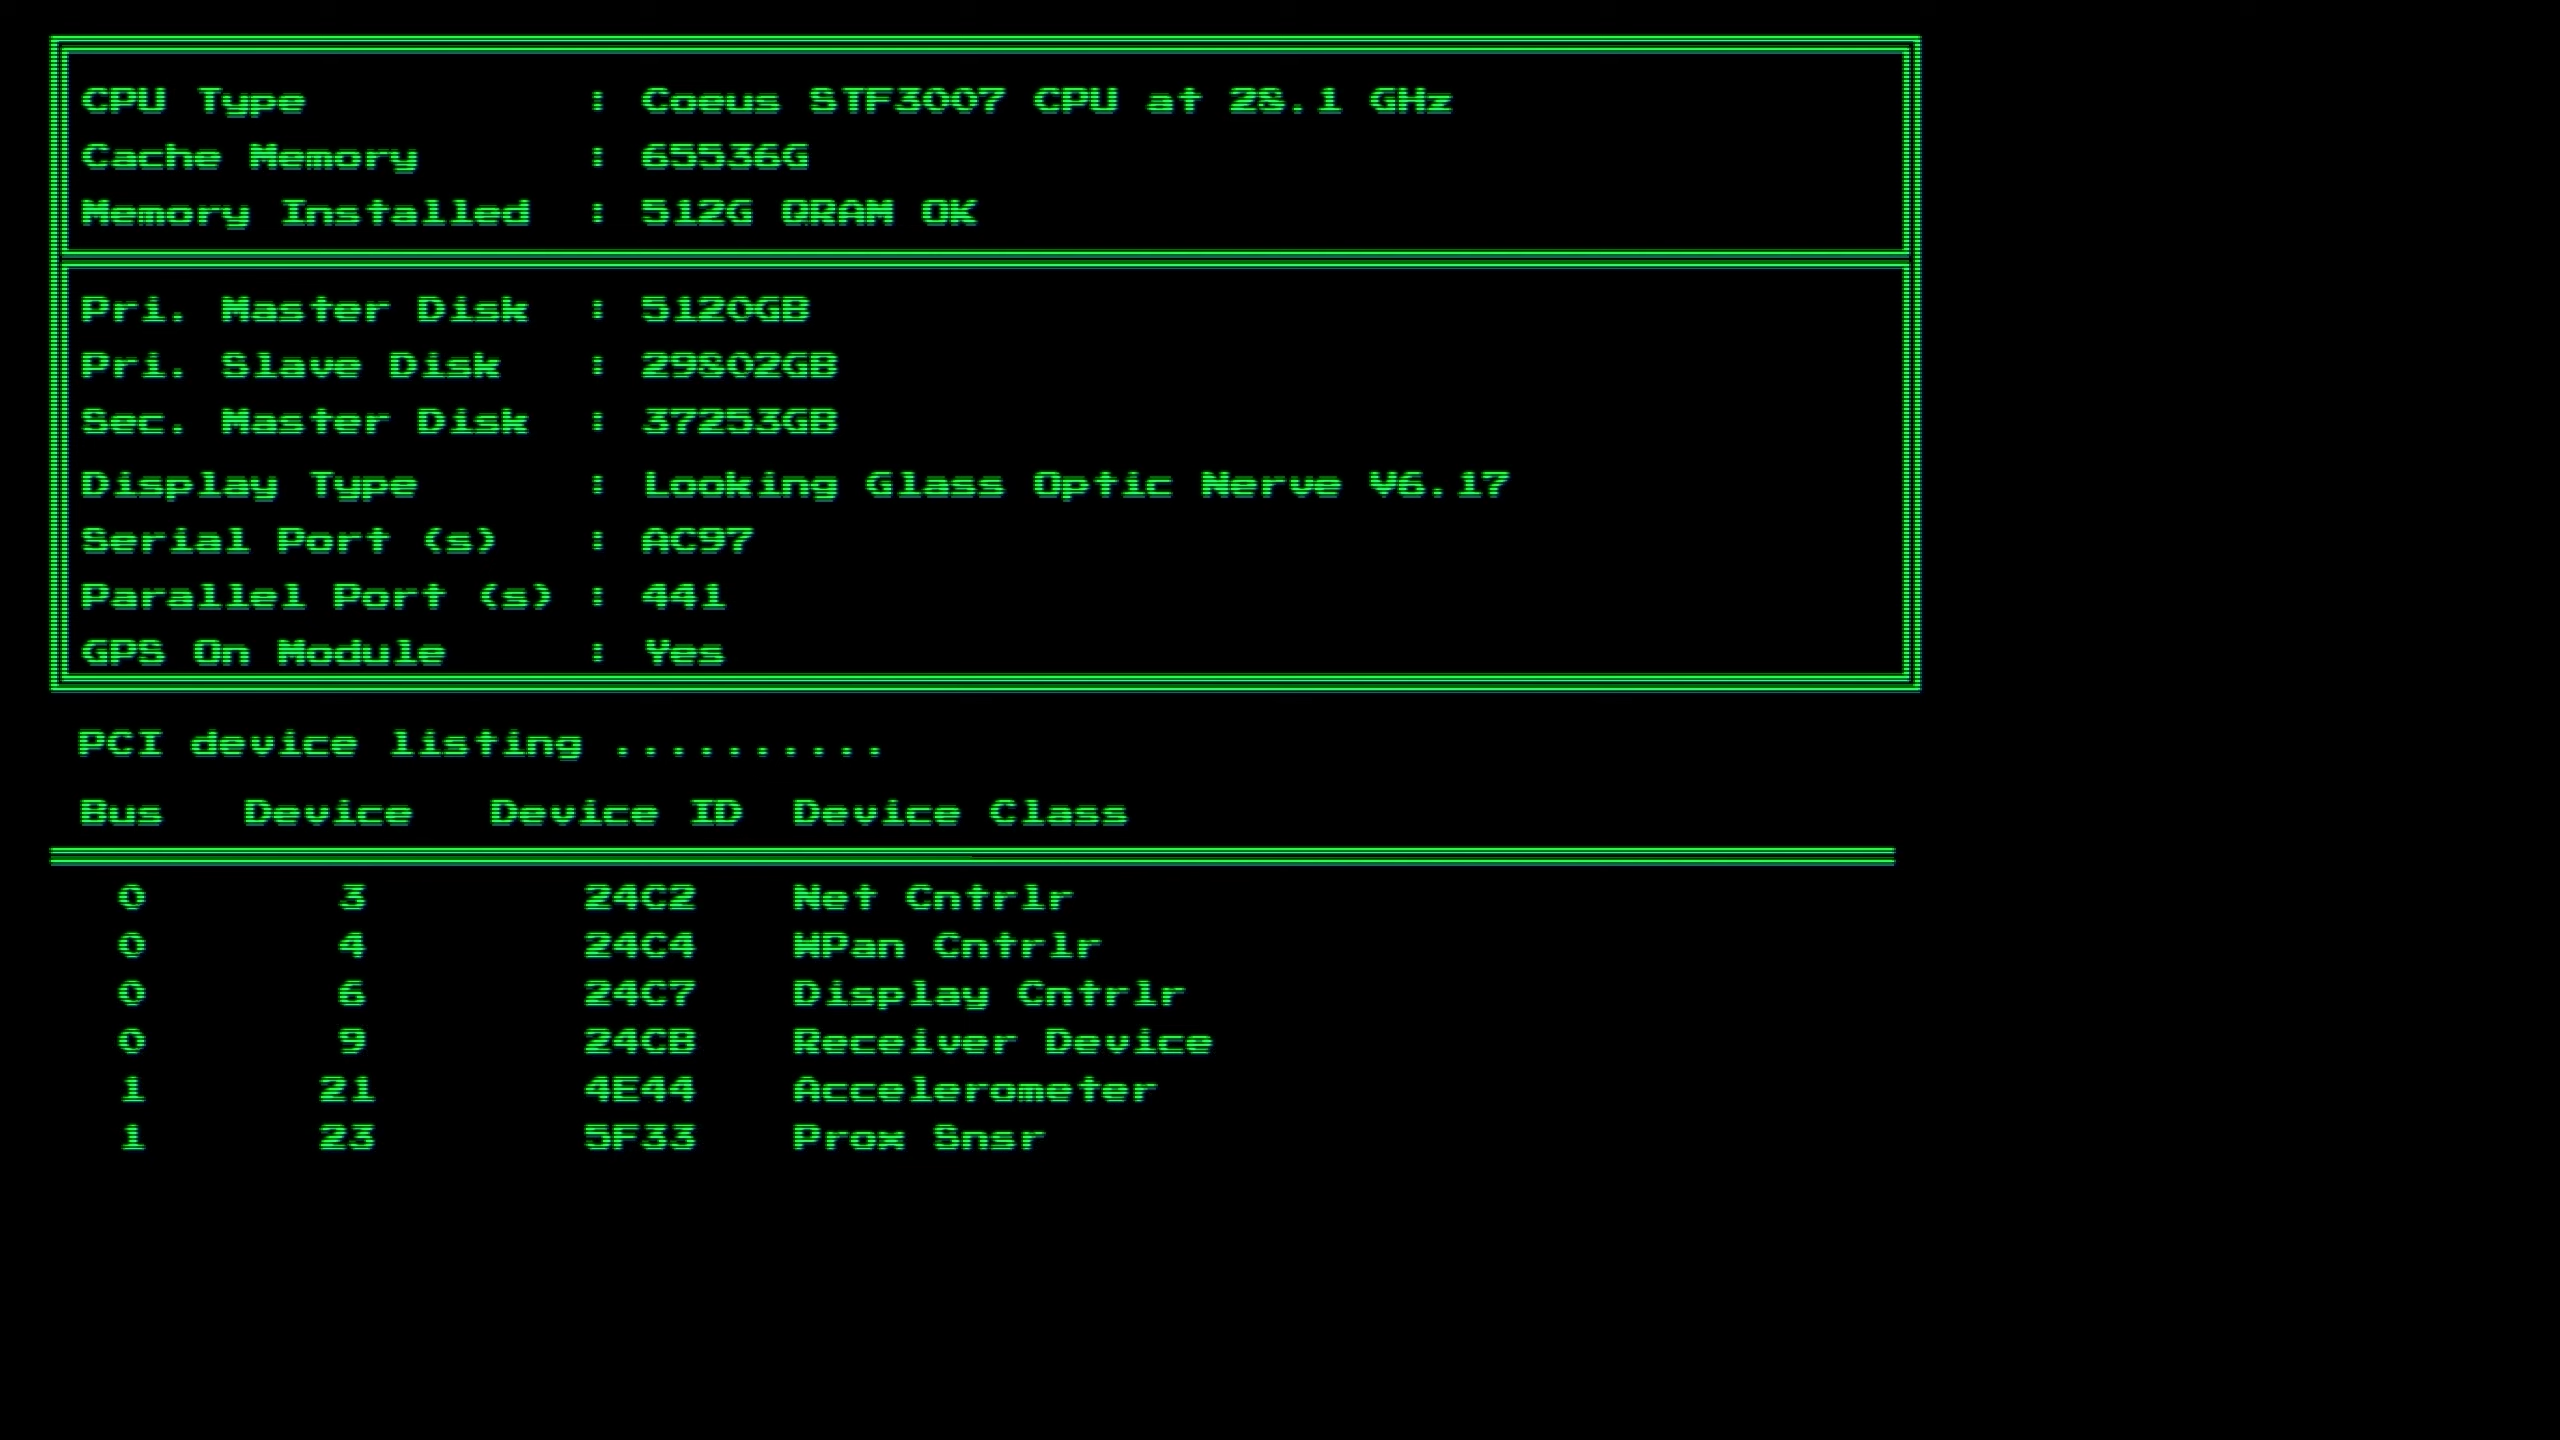 CPU Type : Coeus STF3007 CPU at 28.1 GHz
Cache Memory : 65536G
Memory Installed : 512G QRAM OK
Pri. Master Disk : 5120GB
Pri. Slave Disk : 29802GB
Sec. Master Disk : 37253GB
Display Type : Looking Glass Optic Nerve V6.17
Serial Port (s) : AC97
Parallel Port (s) : 441
GPS On Module : Yes
PCI device listing ..........
Bus Device Device ID Device Class
0 3 24C2 Net Cntrlr
0 4 24C4 WPan Cntrlr
0 6 24C7 Display Cntrlr
0 9 24CB Receiver Device
1 21 4E44 Accelerometer
1 23 5F33 Prox Snsr